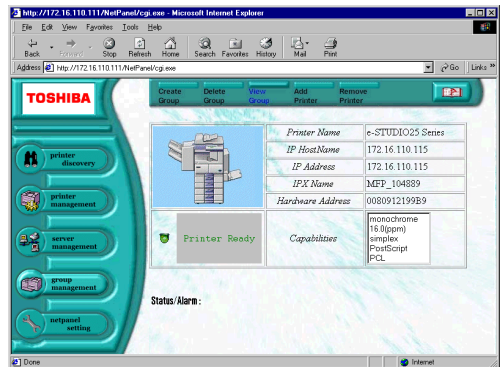 http://172.16.110.111/NetPanel/cgi.exe - Microsoft Internet Explorer
File Edit View Favorites Tools Help
Back Forward Stop Refresh Home Search Favorites History Mail Print
Address http://172.16.110.111/NetPanel/cgi.exe Go Links »
TOSHIBA
Create Group
Delete Group
View Group
Add Printer
Remove Printer
printer discovery
printer management
server management
group management
netpanel setting
Printer Name e-STUDIO25 Series
IP HostName 172.16.110.115
IP Address 172.16.110.115
IPX Name MFP_104889
Hardware Address 0080912199B9
Printer Ready
Capabilities
monochrome
16.0(ppm)
simplex
PostScript
PCL
Status/Alarm :
Done Internet